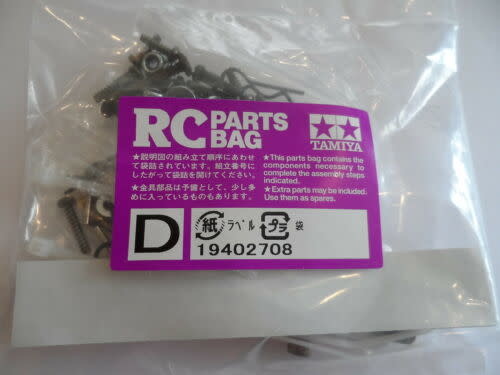 RC PARTS BAG
TAMIYA
★説明図の組み立て順序にあわせ
て袋詰されています。組立番号に
したがって袋詰を開けてください。
★金具部品は予備として、少し多
めに入っているものもあります。
★This parts bag contains the
components necessary to
complete the assembly steps
indicated.
★Extra parts may be included.
Use them as spares.
D
紙 ラベル プラ 袋
19402708